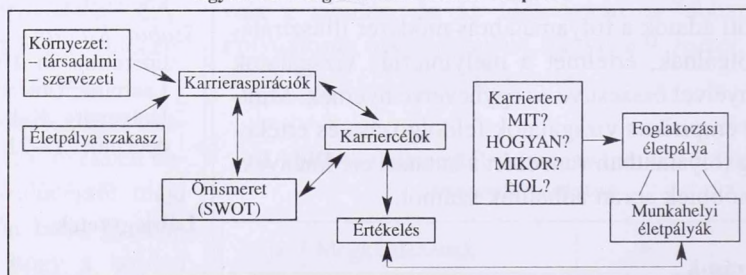 Környezet:
- társadalmi
– szervezeti
Karrieraspirációk
Életpálya szakasz
Karriercélok
Önismeret
(SWOT)
Értékelés
Karrierterv
MIT?
HOGYAN?
MIKOR?
HOL?
Foglakozási
életpálya
Munkahelyi
életpályák